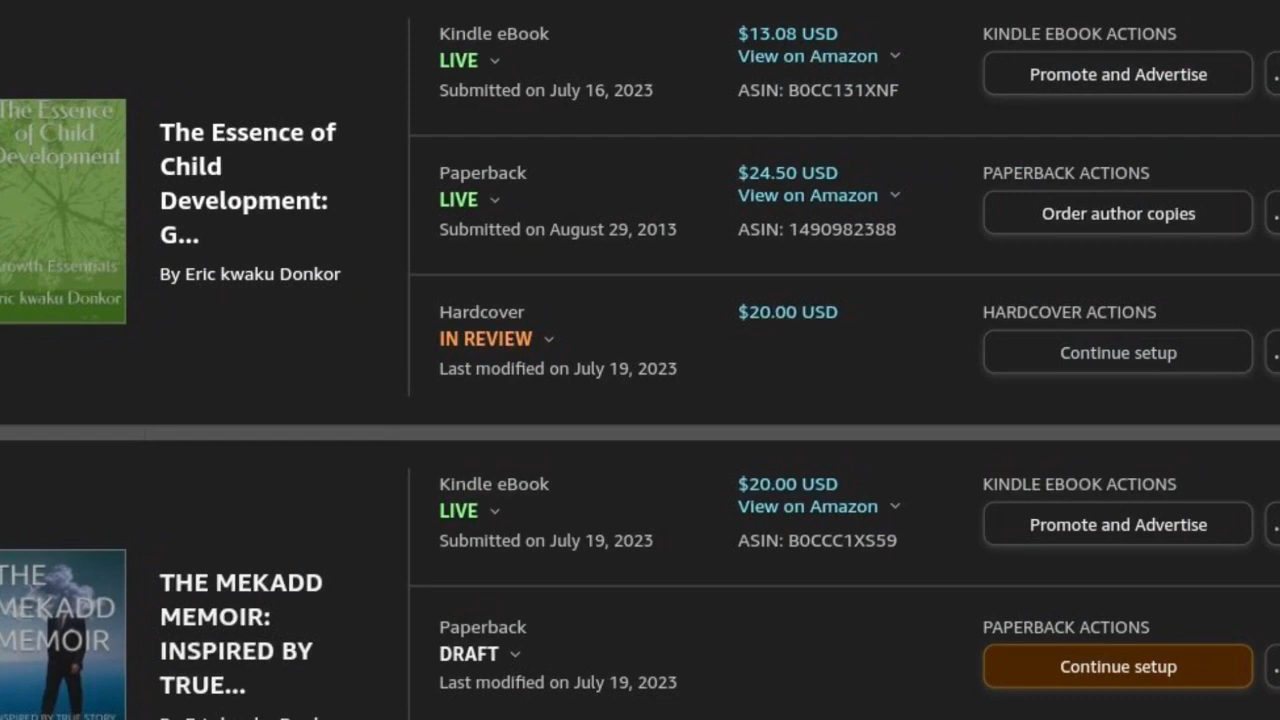 The Essence
of Child
Development
Growth Essentials
Eric kwaku Donkor
The Essence of
Child
Development:
G...
By Eric kwaku Donkor
Kindle eBook
LIVE
Submitted on July 16, 2023
$13.08 USD
View on Amazon
ASIN: B0CC131XNF
KINDLE EBOOK ACTIONS
Promote and Advertise
Paperback
LIVE
Submitted on August 29, 2013
$24.50 USD
View on Amazon
ASIN: 1490982388
PAPERBACK ACTIONS
Order author copies
Hardcover
IN REVIEW
Last modified on July 19, 2023
$20.00 USD
HARDCOVER ACTIONS
Continue setup
THE
MEKADD
MEMOIR
INSPIRED BY TRUE STORY
THE MEKADD
MEMOIR:
INSPIRED BY
TRUE...
Kindle eBook
LIVE
Submitted on July 19, 2023
$20.00 USD
View on Amazon
ASIN: B0CCC1XS59
KINDLE EBOOK ACTIONS
Promote and Advertise
Paperback
DRAFT
Last modified on July 19, 2023
PAPERBACK ACTIONS
Continue setup